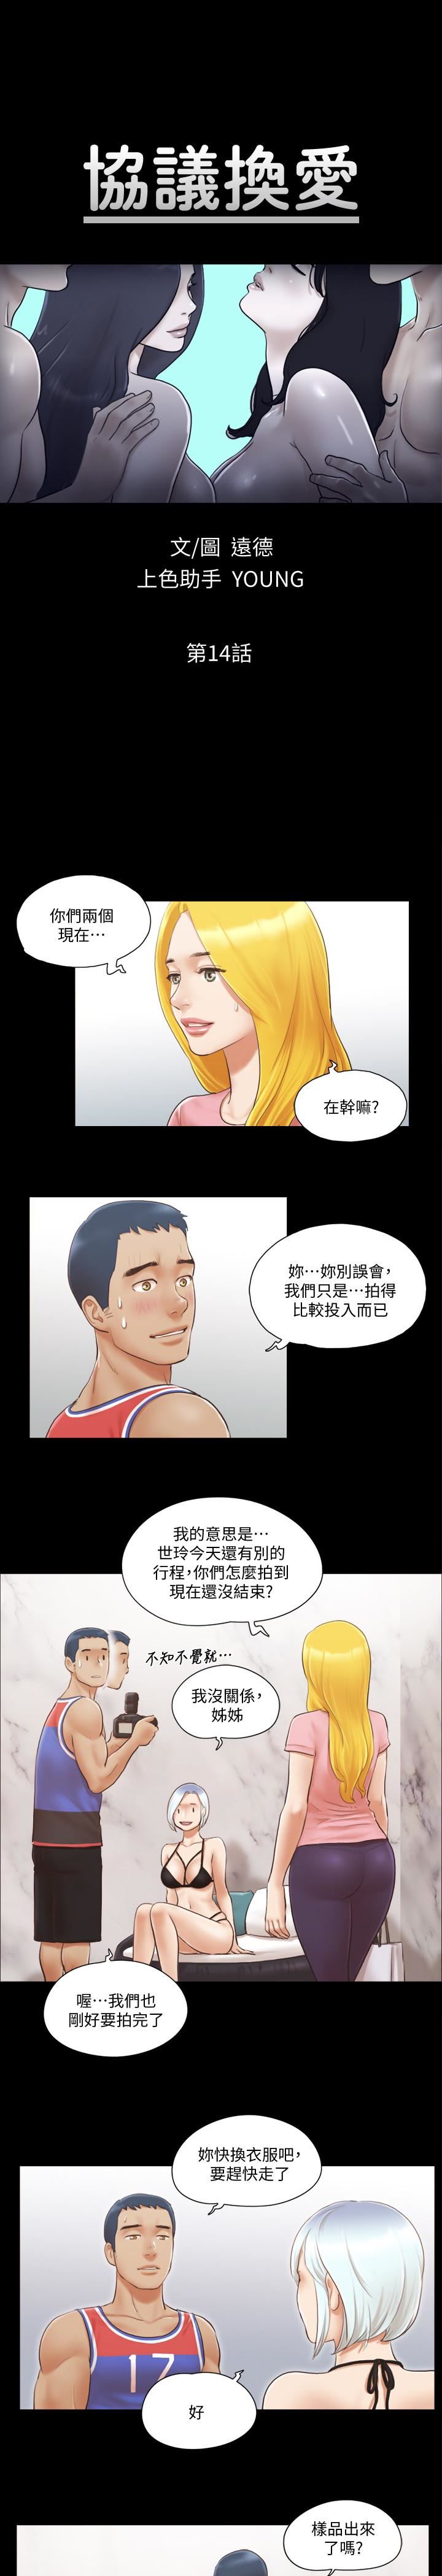 協議換愛
文/圖 遠德
上色助手 YOUNG
第14話
你們兩個
現在…
在幹嘛?
妳…妳別誤會，
我們只是…拍得
比較投入而已
我的意思是…
世玲今天還有別的
行程，你們怎麼拍到
現在還沒結束?
不知不覺就…
我沒關係，
姊姊
喔…我們也
剛好要拍完了
妳快換衣服吧，
要趕快走了
17
好
樣品出來
了嗎?